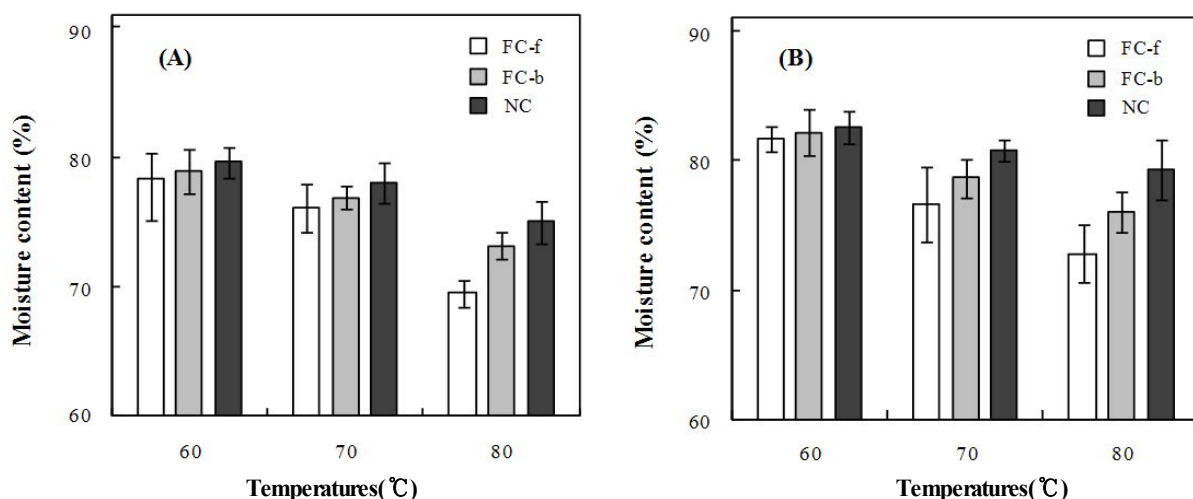 90
80
70
60
Moisture content (%)
(A)
FC-f
FC-b
NC
60 70 80
Temperatures(℃)
90
80
70
60
Moisture content (%)
(B)
FC-f
FC-b
NC
60 70 80
Temperatures(℃)